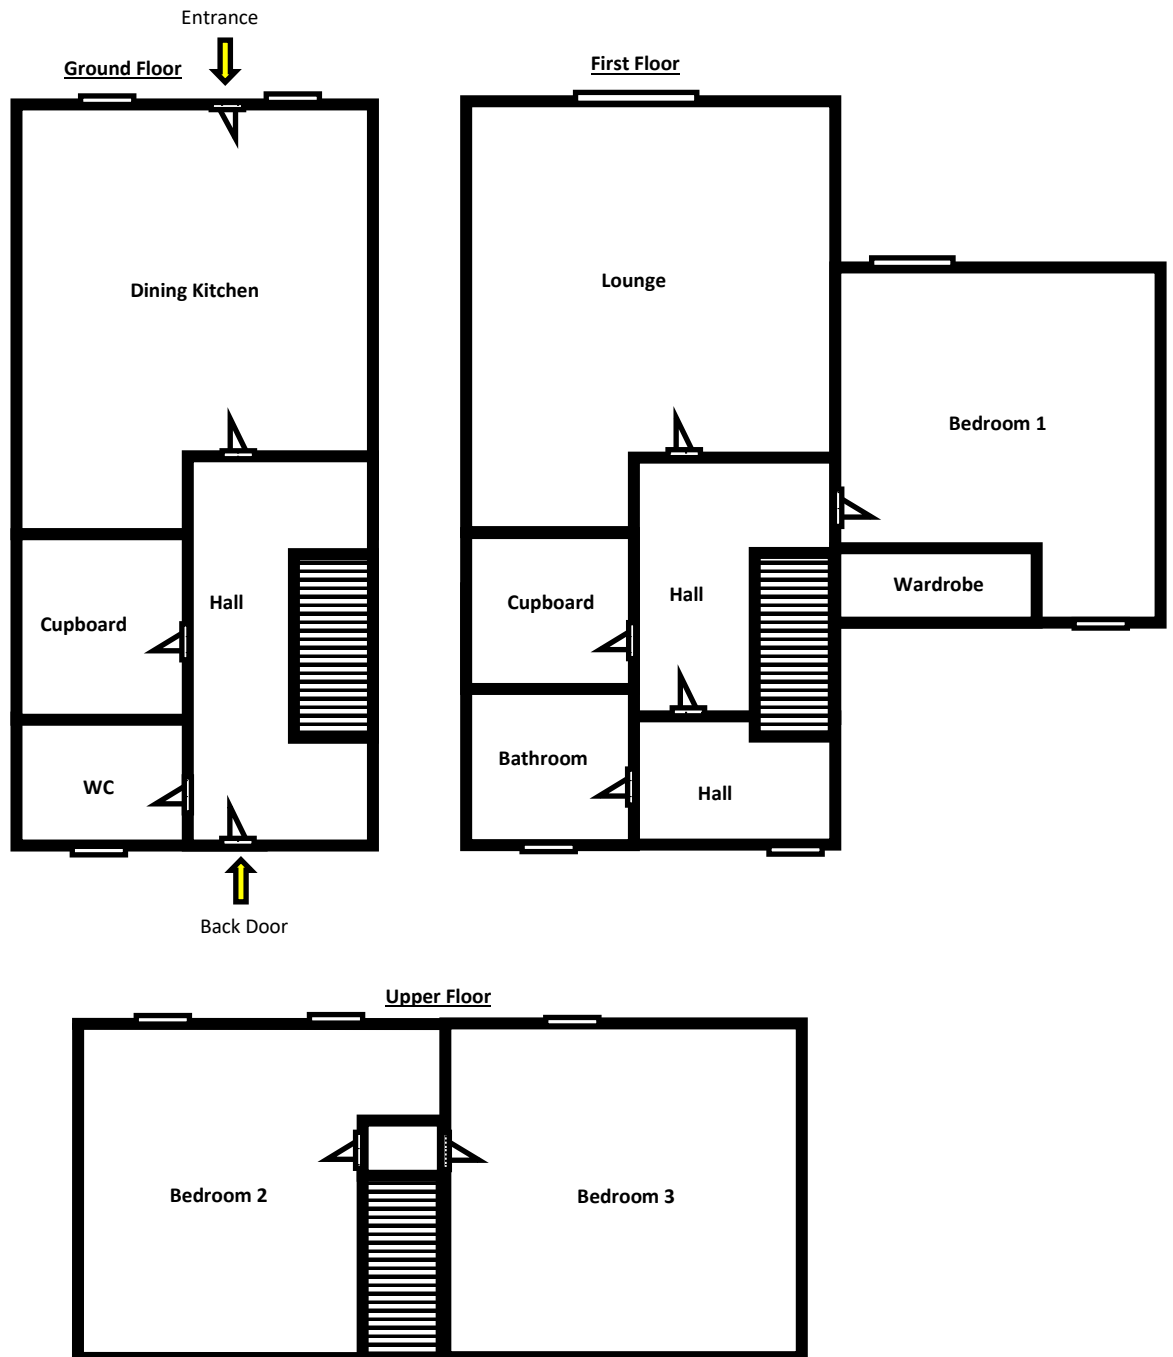 Entrance
Ground Floor
First Floor
Dining Kitchen
Lounge
Bedroom 1
Hall
Cupboard
Wardrobe
Hall
Cupboard
WC
Bathroom
Hall
Back Door
Upper Floor
Bedroom 2
Bedroom 3